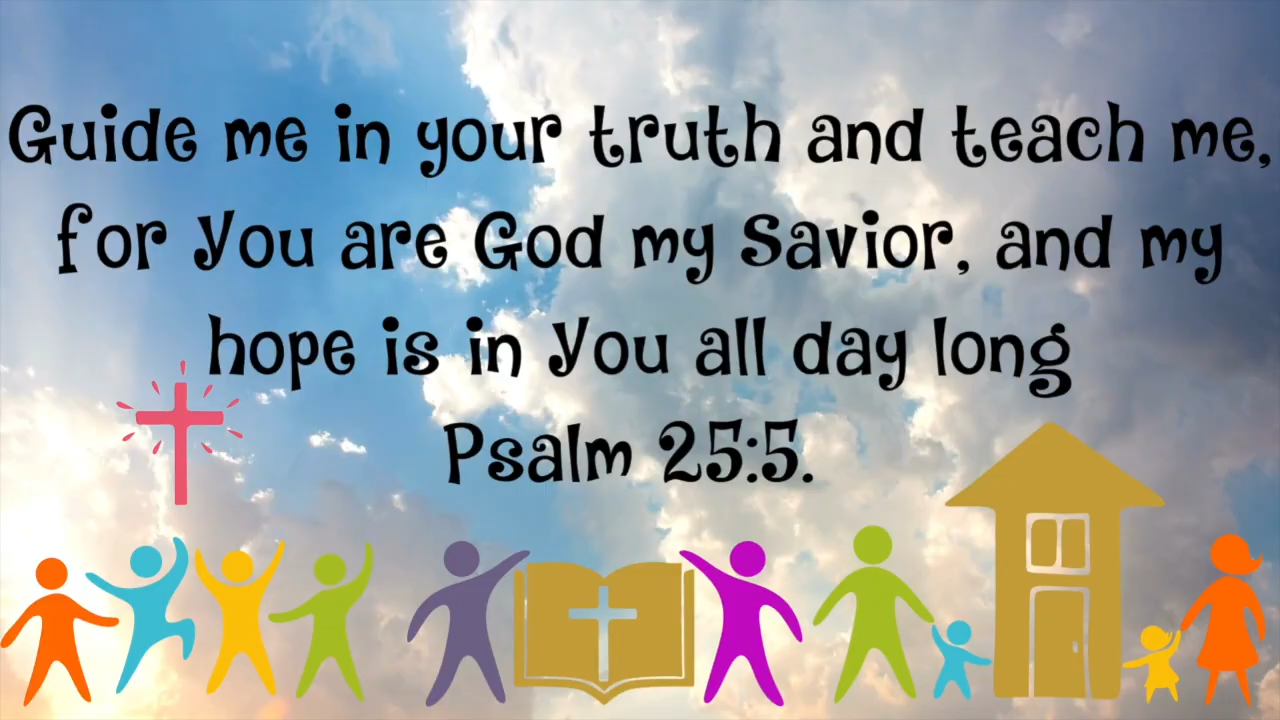 Guide me in your truth and teach me,
for You are God my Savior, and my
hope is in You all day long
Psalm 25:5.